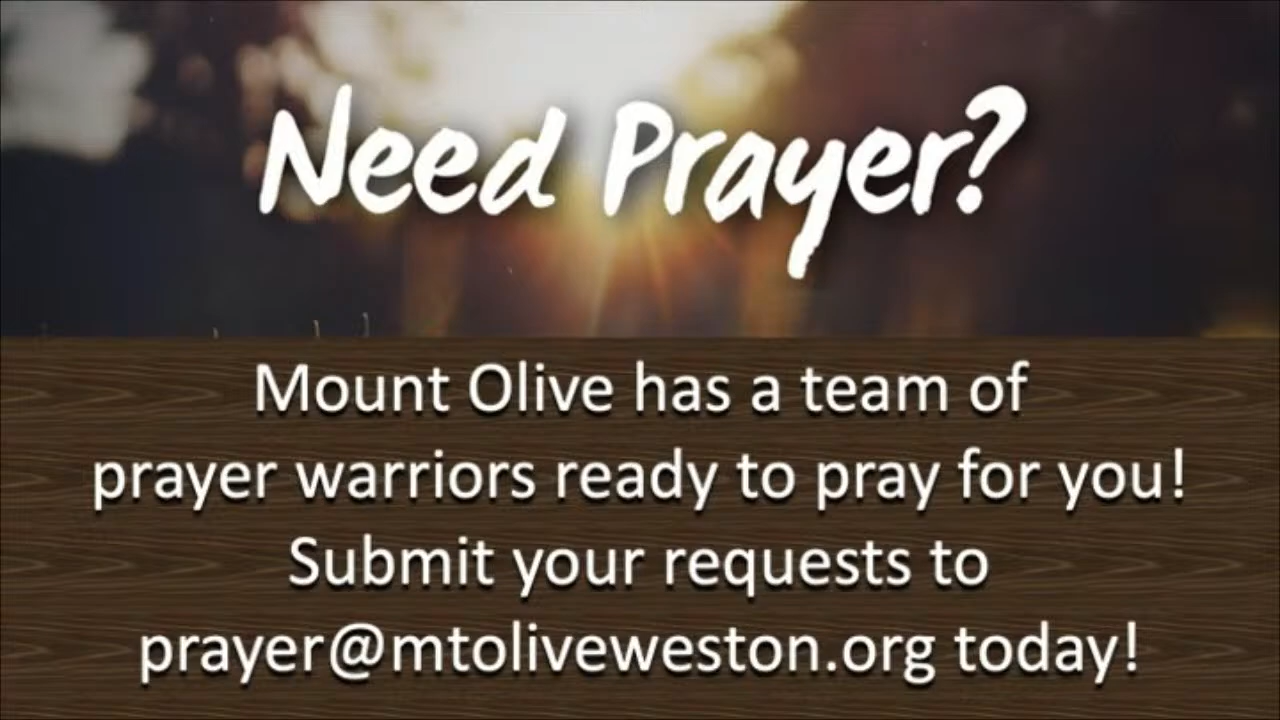 Need Prayer?
Mount Olive has a team of
prayer warriors ready to pray for you!
Submit your requests to
prayer@mtoliveweston.org today!